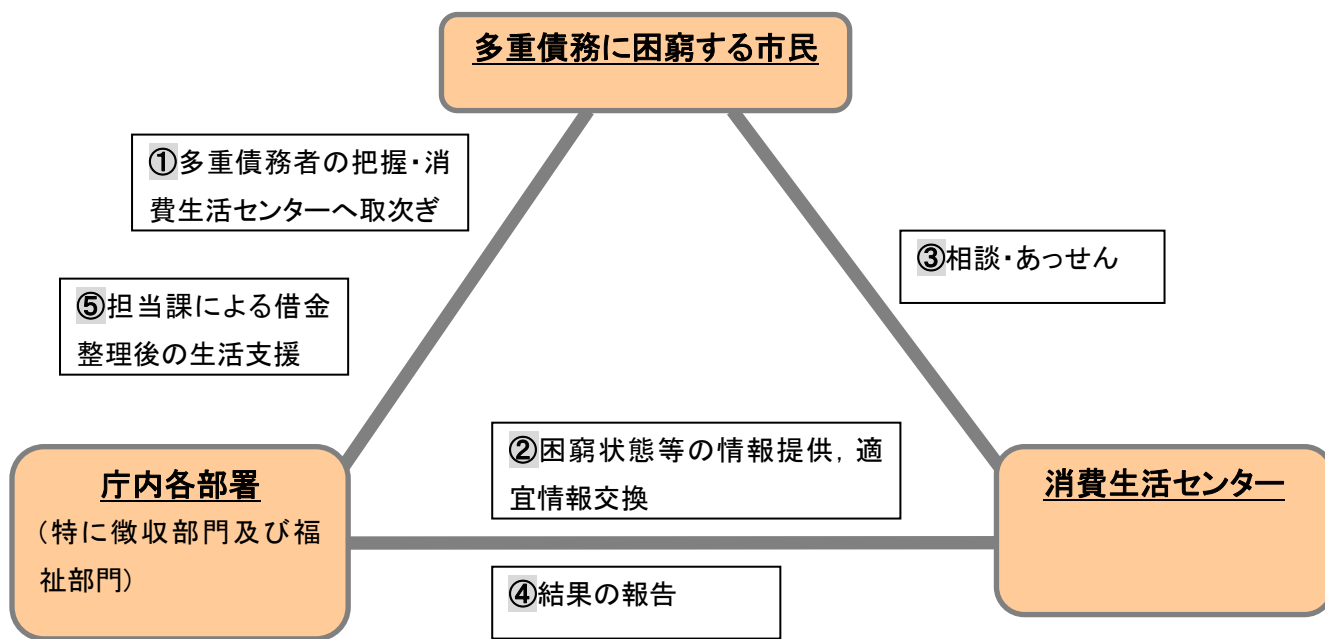 多重債務に困窮する市民
①多重債務者の把握・消
費生活センターへ取次ぎ
③相談・あっせん
⑤担当課による借金
整理後の生活支援
②困窮状態等の情報提供，適
宜情報交換
庁内各部署
（特に徴収部門及び福
祉部門）
消費生活センター
④結果の報告